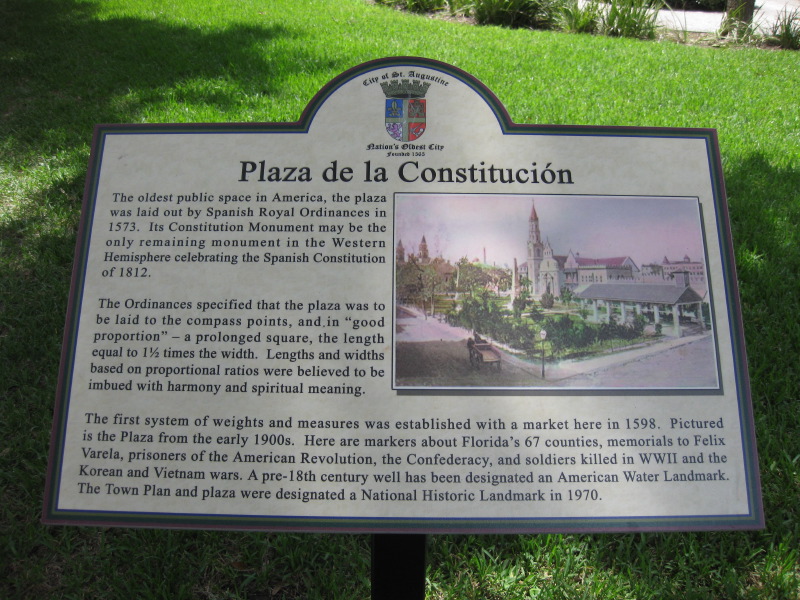 City of St. Augustine
Nation's Oldest City
Founded 1565
Plaza de la Constitución
The oldest public space in America, the plaza
was laid out by Spanish Royal Ordinances in
1573. Its Constitution Monument may be the
only remaining monument in the Western
Hemisphere celebrating the Spanish Constitution
of 1812.
The Ordinances specified that the plaza was to
be laid to the compass points, and in “good
proportion” – a prolonged square, the length
equal to 1½ times the width. Lengths and widths
based on proportional ratios were believed to be
imbued with harmony and spiritual meaning.
The first system of weights and measures was established with a market here in 1598. Pictured
is the Plaza from the early 1900s. Here are markers about Florida's 67 counties, memorials to Felix
Varela, prisoners of the American Revolution, the Confederacy, and soldiers killed in WWII and the
Korean and Vietnam wars. A pre-18th century well has been designated an American Water Landmark.
The Town Plan and plaza were designated a National Historic Landmark in 1970.